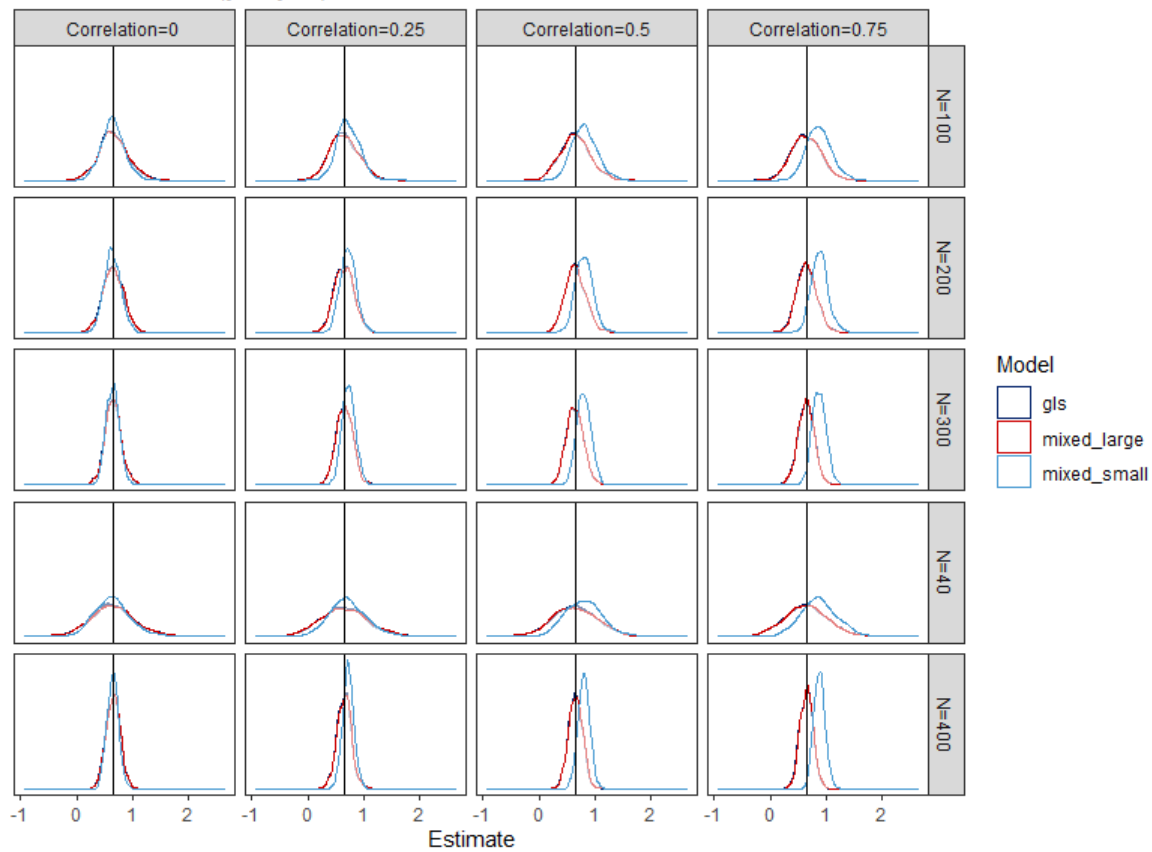 Correlation=0 Correlation=0.25 Correlation=0.5 Correlation=0.75
N=100
N=200
N=300
N=40
N=400
Model
gls
mixed_large
mixed_small
-1 0 1 2 -1 0 1 2 -1 0 1 2 -1 0 1 2
Estimate